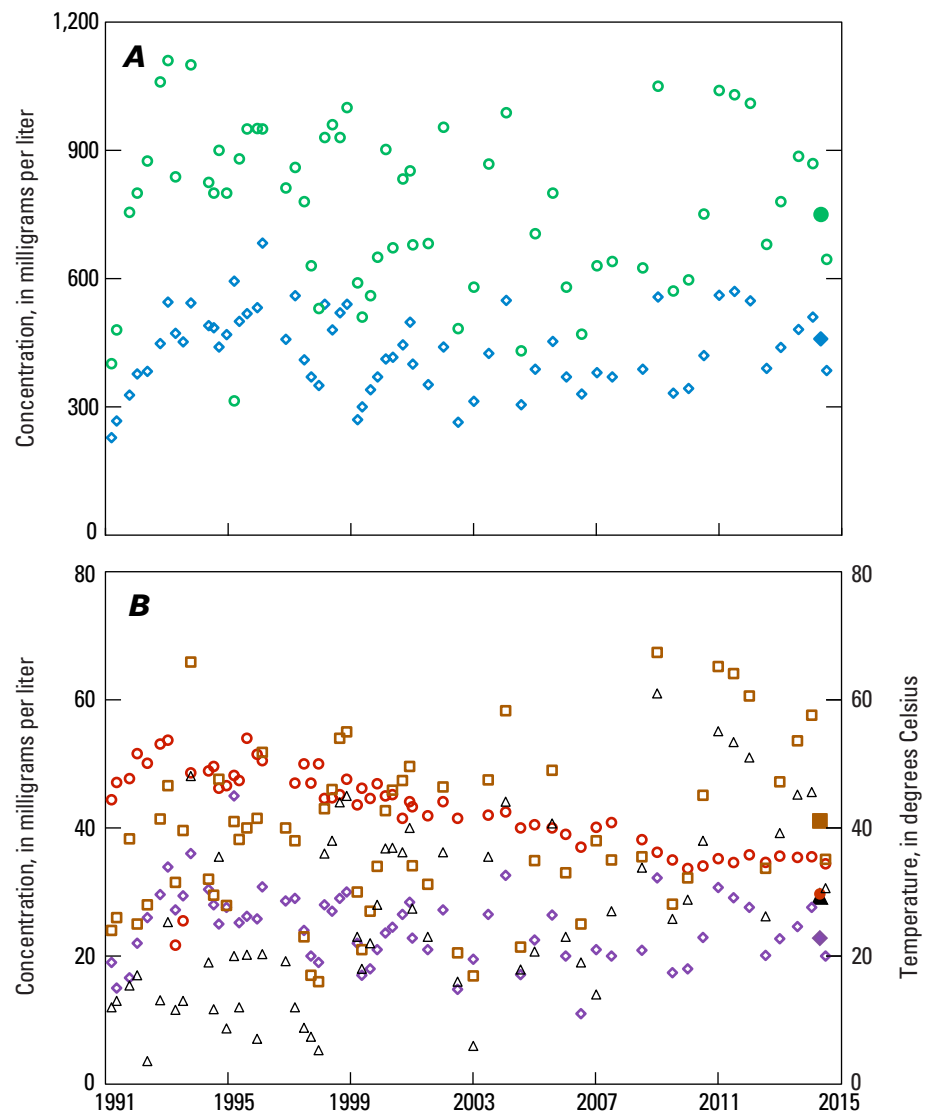 1,200
900
600
300
0
A
Concentration, in milligrams per liter
80
60
40
20
0
B
Concentration, in milligrams per liter
80
60
40
20
0
Temperature, in degrees Celsius
1991 1995 1999 2003 2007 2011 2015